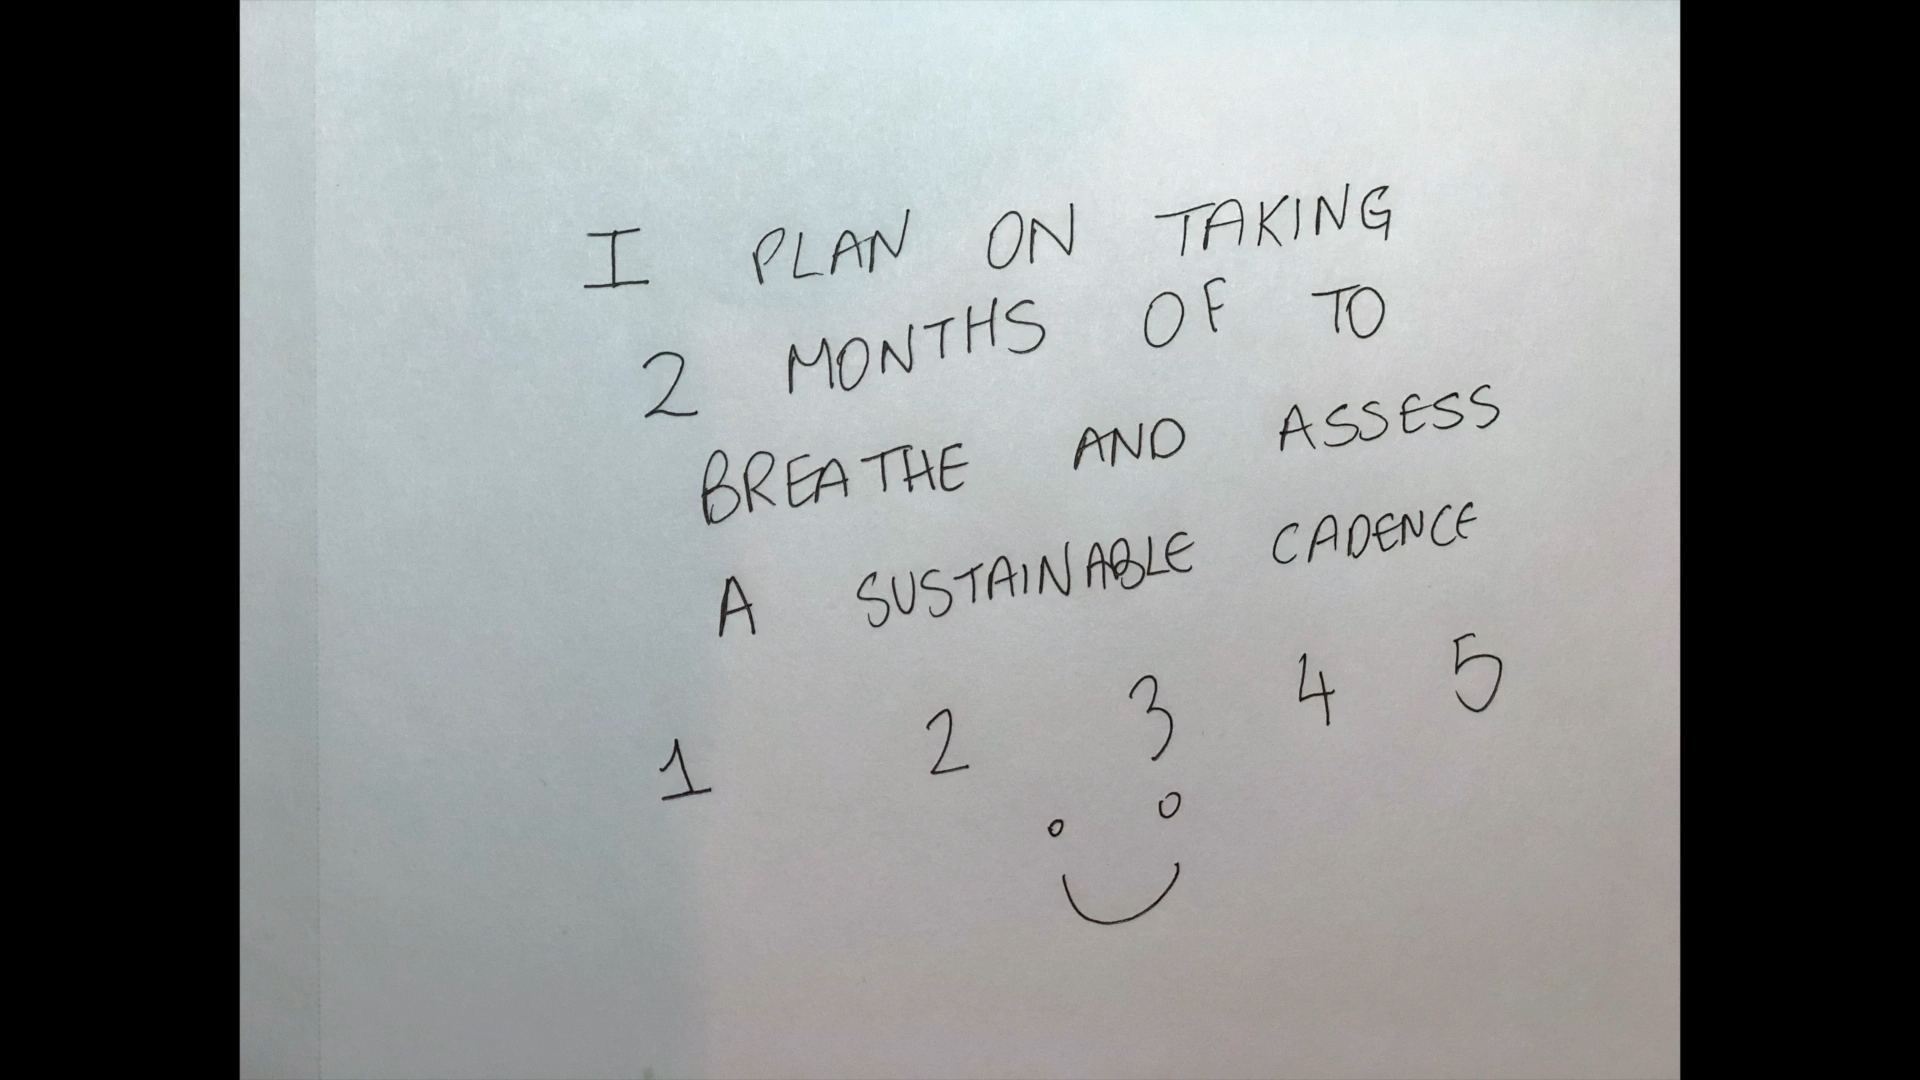 I PLAN ON TAKING
2 MONTHS OF TO
BREATHE AND ASSESS
A SUSTAINABLE CADENCE
1 2 3 4 5